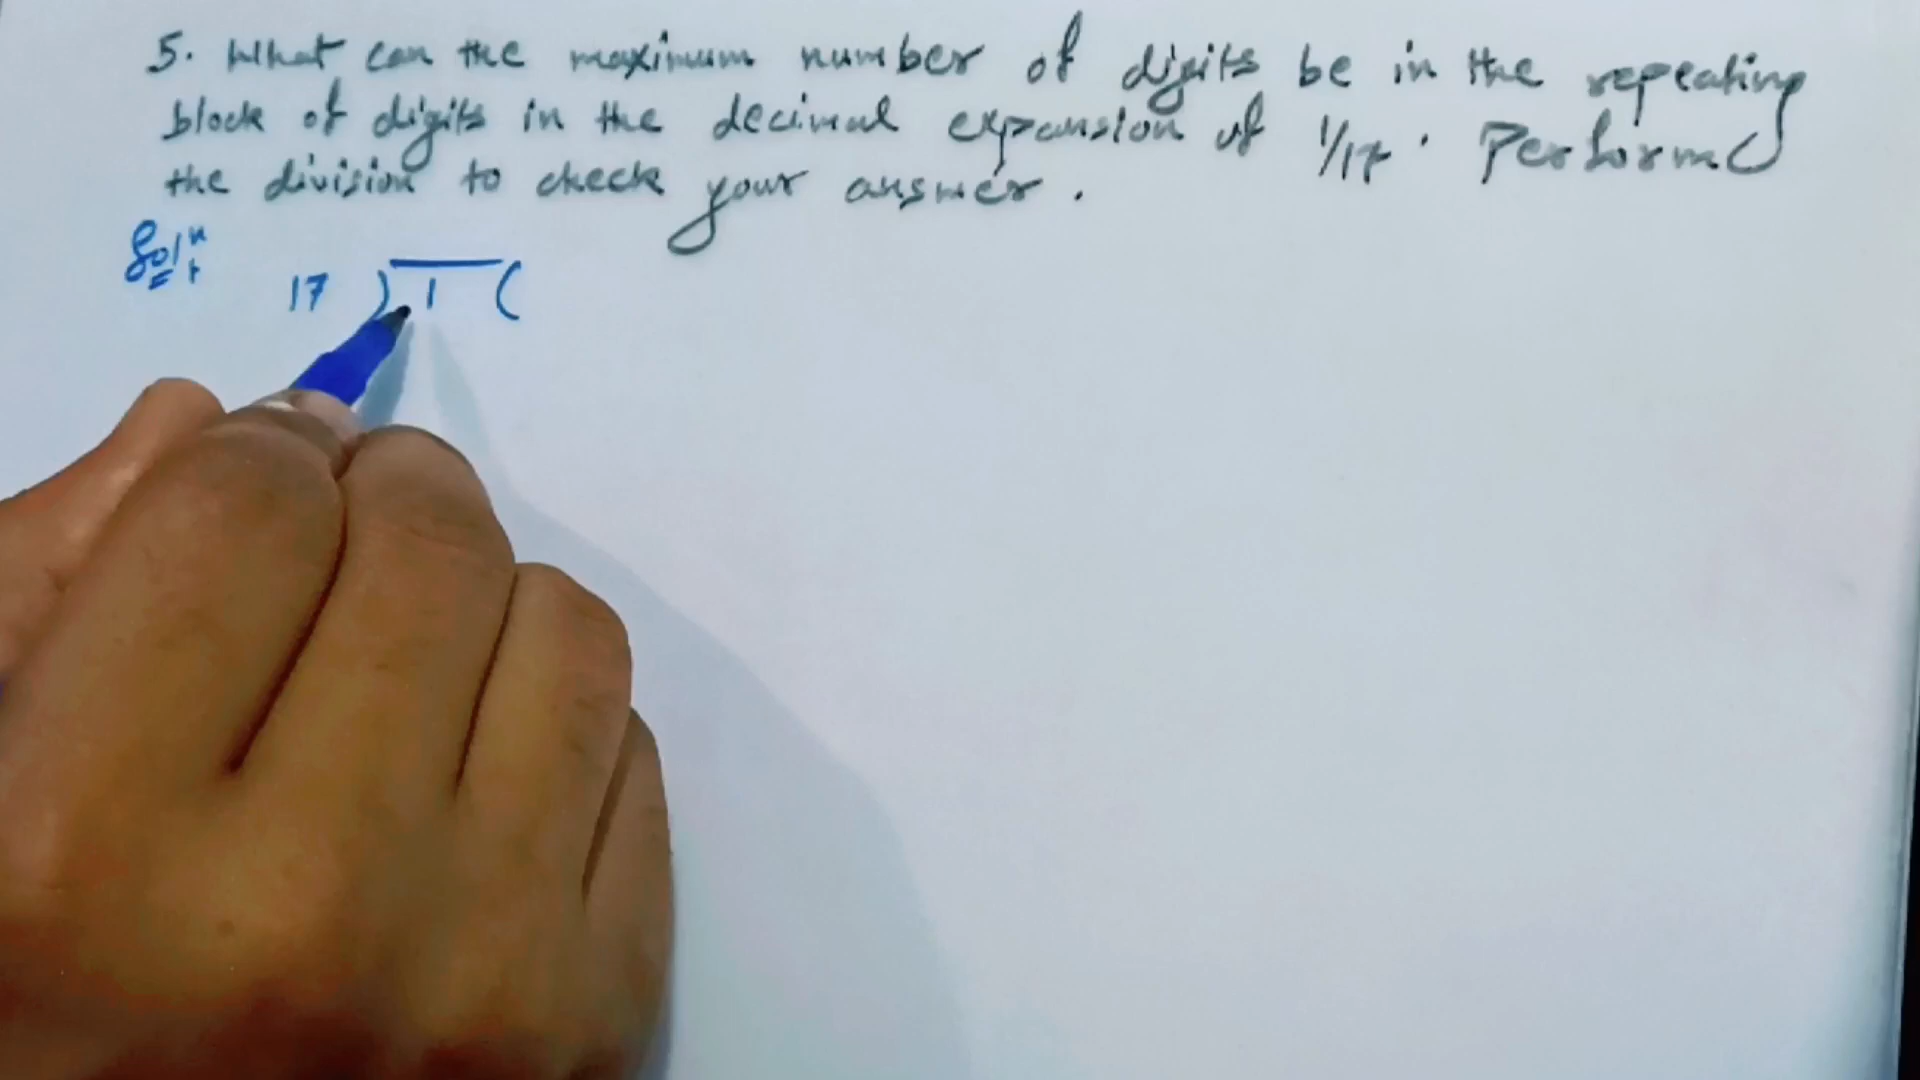 5. What can the maximum number of digits be in the repeating
block of digits in the decimal expansion of 1/17. Perform
the division to check your answer.
Solⁿ
17 ) 1 (